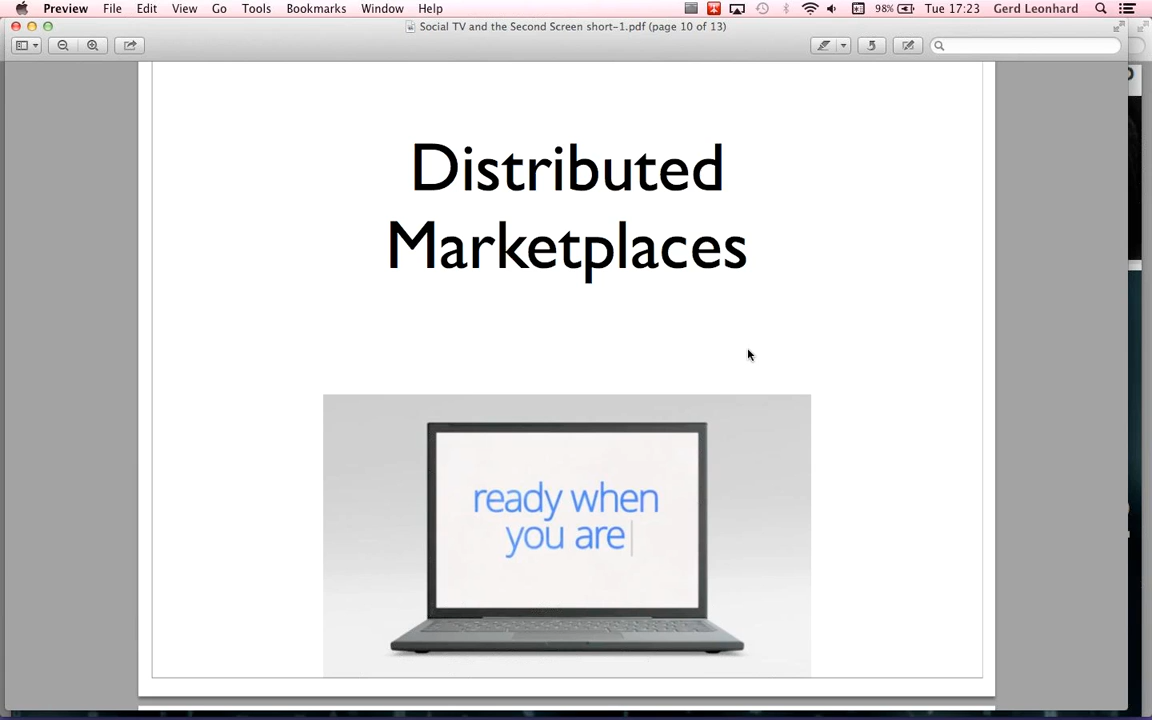 Preview File Edit View Go Tools Bookmarks Window Help 98% Tue 17:23 Gerd Leonhard
Social TV and the Second Screen short-1.pdf (page 10 of 13)
Distributed
Marketplaces
ready when
you are